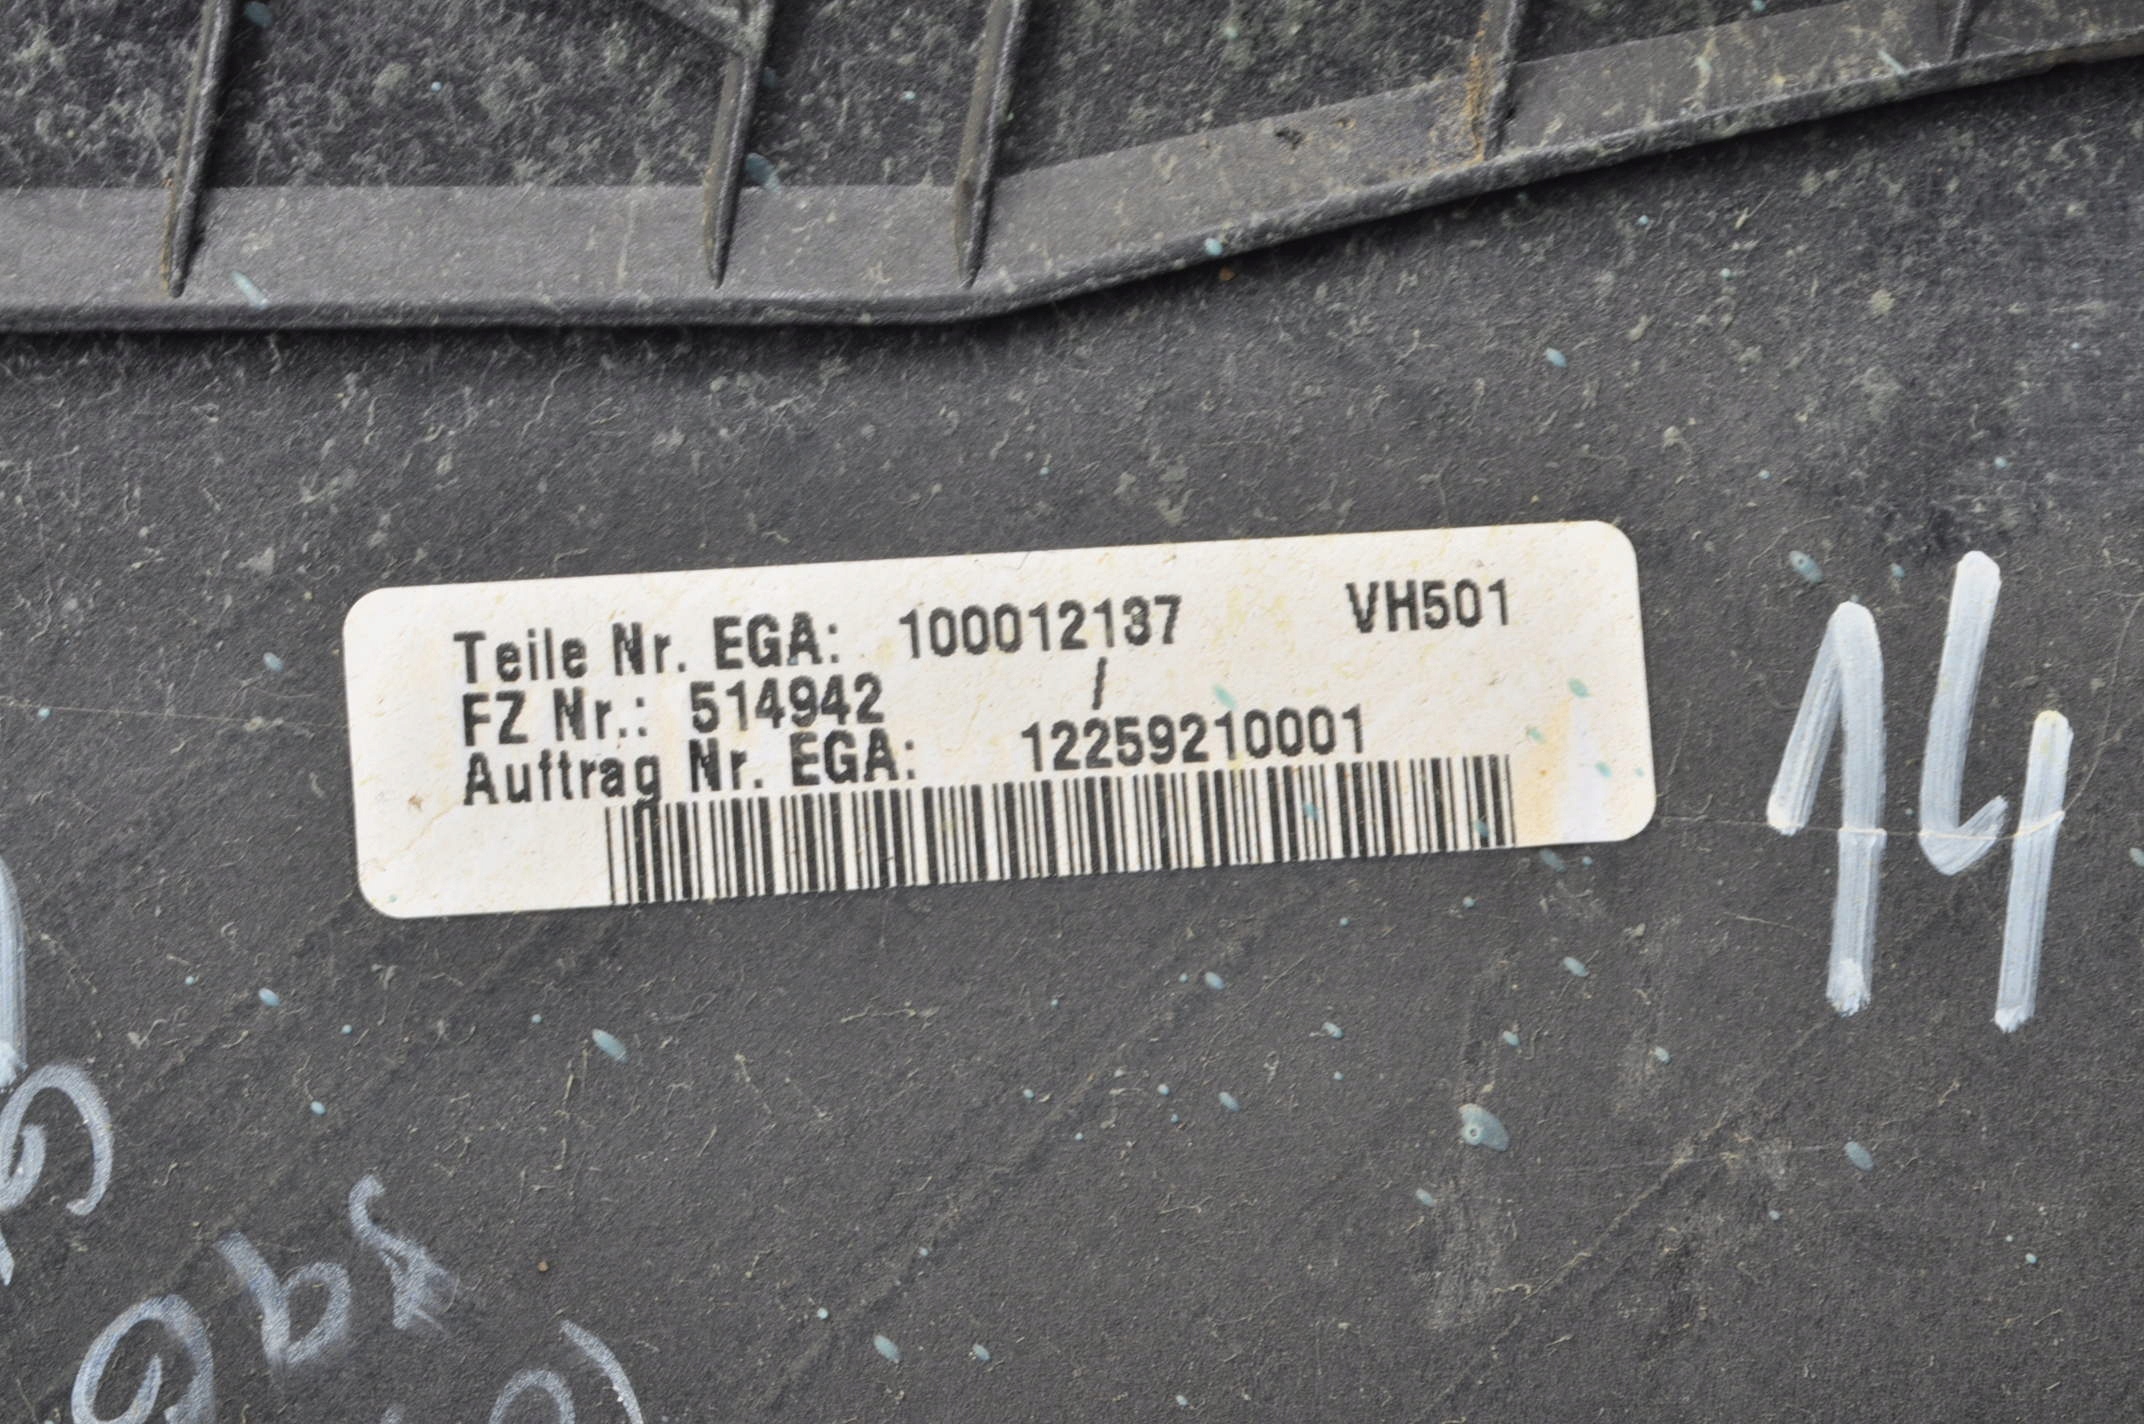 Teile Nr. EGA: 100012137 VH501
FZ Nr.: 514942 /
Auftrag Nr. EGA: 12259210001
14